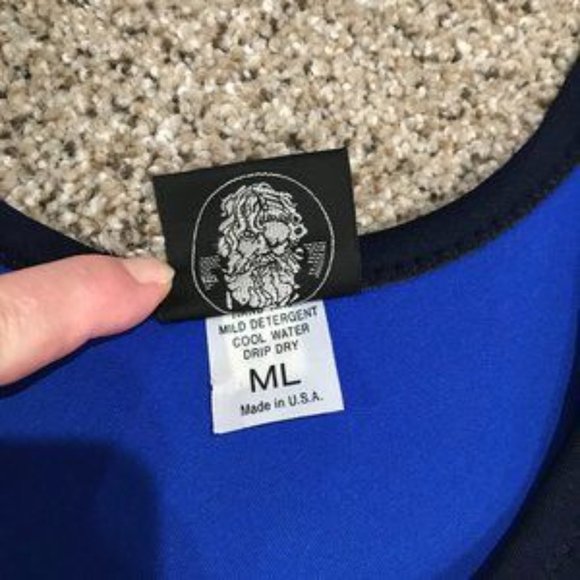 MILD DETERGENT
COOL WATER
DRIP DRY
ML
Made in U.S.A.